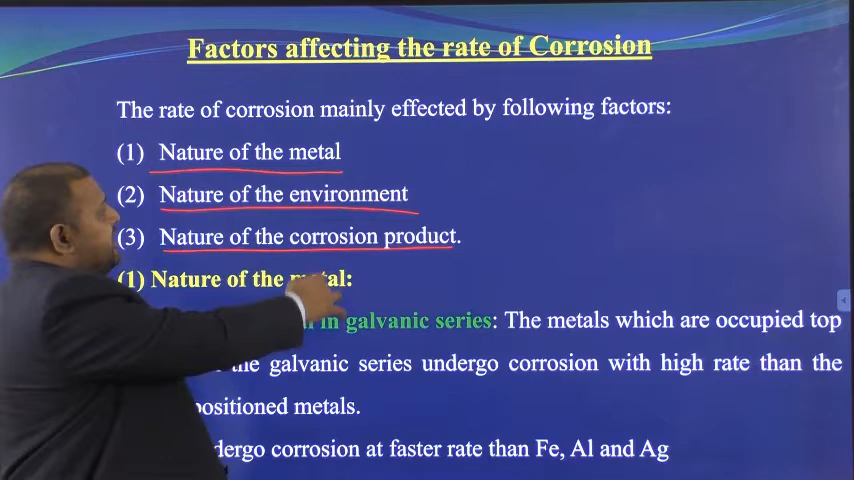 Factors affecting the rate of Corrosion
The rate of corrosion mainly effected by following factors:
(1) Nature of the metal
(2) Nature of the environment
(3) Nature of the corrosion product.
(1) Nature of the metal:
in galvanic series: The metals which are occupied top
the galvanic series undergo corrosion with high rate than the
positioned metals.
corrosion at faster rate than Fe, Al and Ag